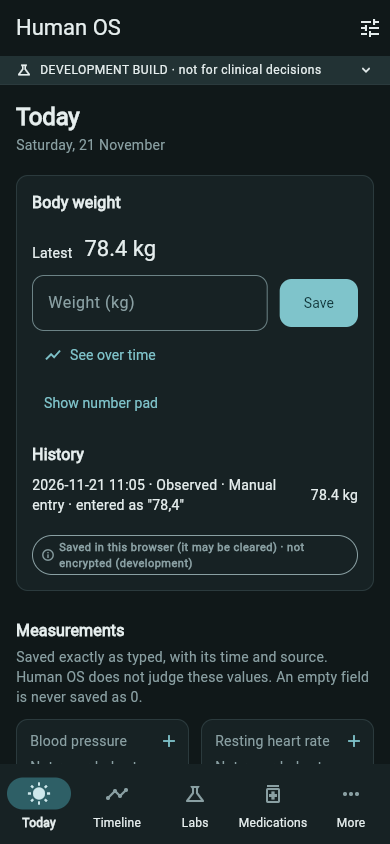 Human OS
DEVELOPMENT BUILD · not for clinical decisions
Today
Saturday, 21 November
Body weight
Latest 78.4 kg
Weight (kg)
Save
See over time
Show number pad
History
2026-11-21 11:05 · Observed · Manual
entry · entered as "78,4"
78.4 kg
Saved in this browser (it may be cleared) · not
encrypted (development)
Measurements
Saved exactly as typed, with its time and source.
Human OS does not judge these values. An empty field
is never saved as 0.
Blood pressure
Resting heart rate
Today
Timeline
Labs
Medications
More